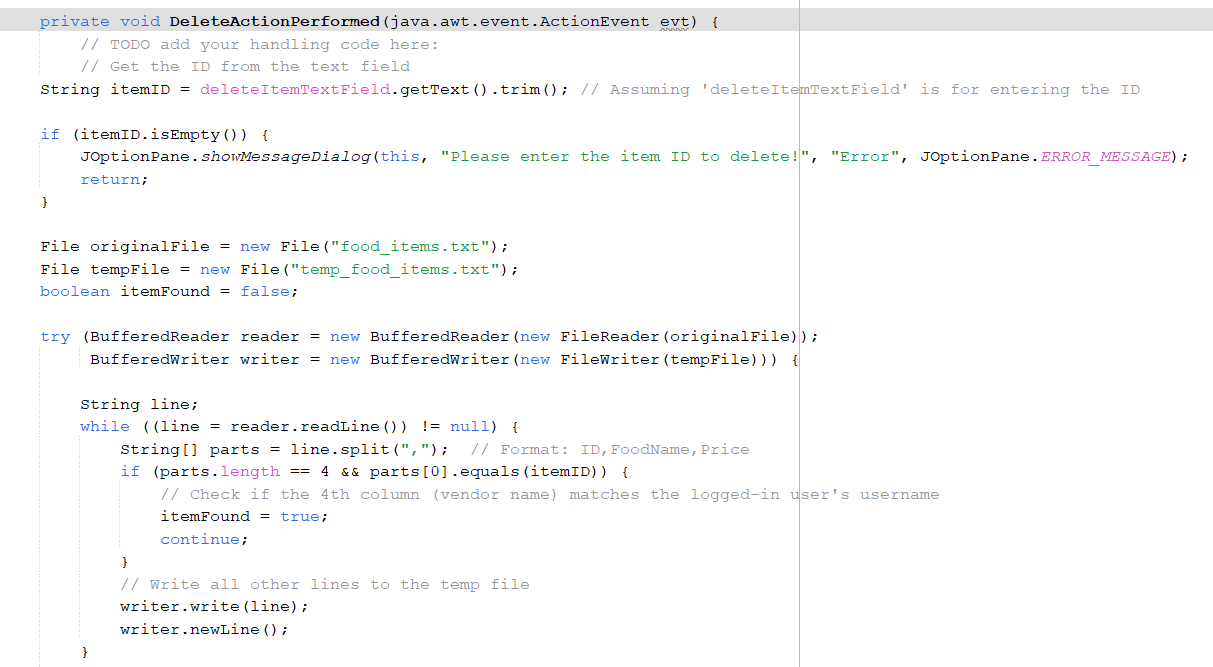 private void DeleteActionPerformed(java.awt.event.ActionEvent evt) {
// TODO add your handling code here:
// Get the ID from the text field
String itemID = deleteItemTextField.getText().trim(); // Assuming 'deleteItemTextField' is for entering the ID
if (itemID.isEmpty()) {
JOptionPane.showMessageDialog(this, "Please enter the item ID to delete!", "Error", JOptionPane.ERROR_MESSAGE);
return;
}
File originalFile = new File("food_items.txt");
File tempFile = new File("temp_food_items.txt");
boolean itemFound = false;
try (BufferedReader reader = new BufferedReader(new FileReader(originalFile));
BufferedWriter writer = new BufferedWriter(new FileWriter(tempFile))) {
String line;
while ((line = reader.readLine()) != null) {
String[] parts = line.split(","); // Format: ID,FoodName,Price
if (parts.length == 4 && parts[0].equals(itemID)) {
// Check if the 4th column (vendor name) matches the logged-in user's username
itemFound = true;
continue;
}
// Write all other lines to the temp file
writer.write(line);
writer.newLine();
}